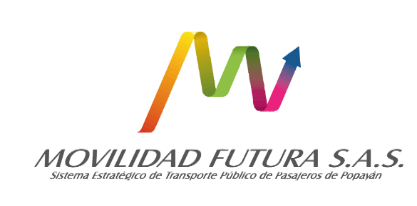 MOVILIDAD FUTURA S.A.S.
Sistema Estratégico de Transporte Público de Pasajeros de Popayán